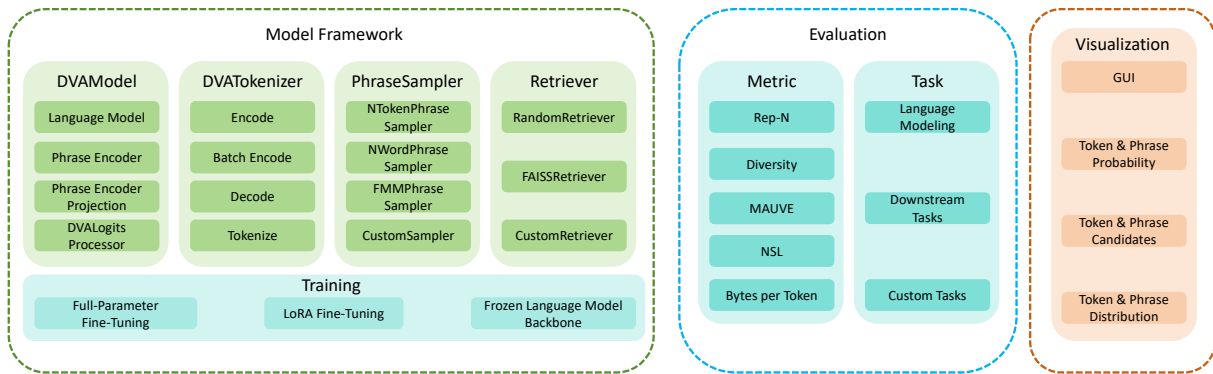 Model Framework
DVAModel
Language Model
Phrase Encoder
Phrase Encoder
Projection
DVALogits
Processor
DVATokenizer
Encode
Batch Encode
Decode
Tokenize
PhraseSampler
NTokenPhrase
Sampler
NWordPhrase
Sampler
FMMPhrase
Sampler
CustomSampler
Retriever
RandomRetriever
FAISSRetriever
CustomRetriever
Training
Full-Parameter
Fine-Tuning
LoRA Fine-Tuning
Frozen Language Model
Backbone
Evaluation
Metric
Rep-N
Diversity
MAUVE
NSL
Bytes per Token
Task
Language
Modeling
Downstream
Tasks
Custom Tasks
Visualization
GUI
Token & Phrase
Probability
Token & Phrase
Candidates
Token & Phrase
Distribution